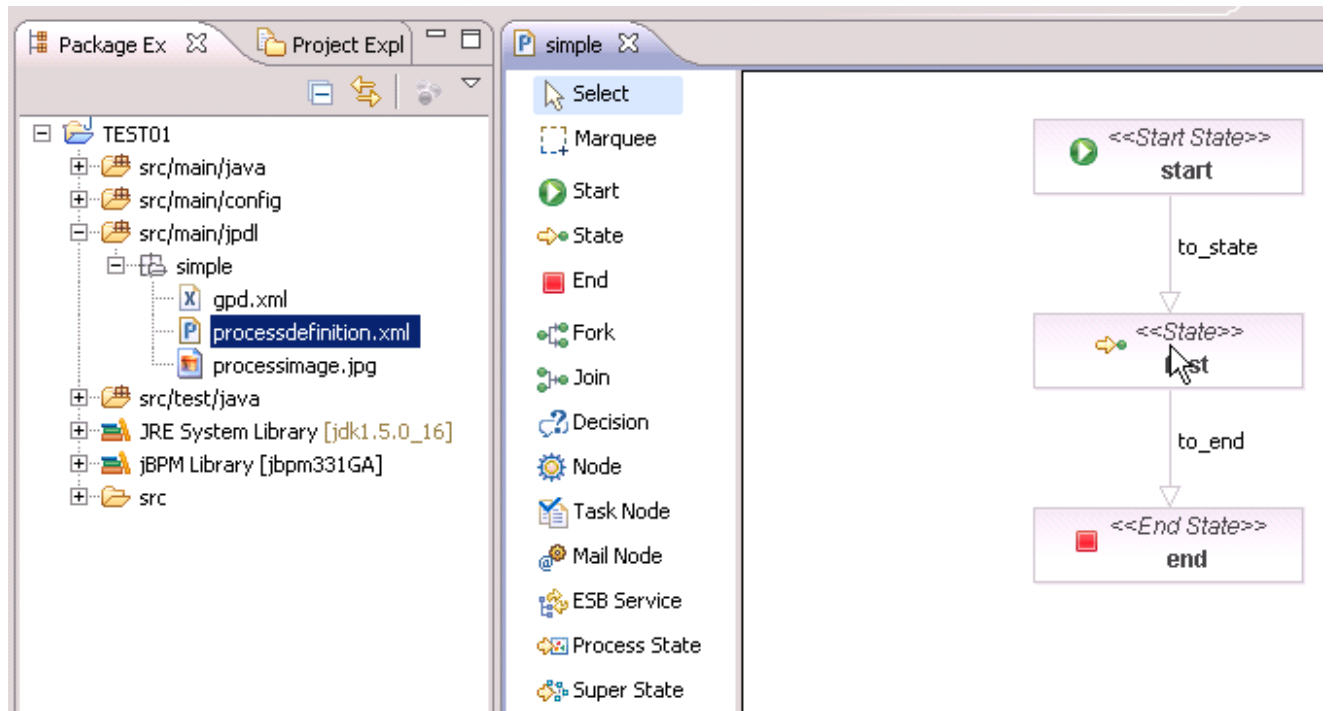 Package Ex
Project Expl
TEST01
src/main/java
src/main/config
src/main/jpdl
simple
gpd.xml
processdefinition.xml
processimage.jpg
src/test/java
JRE System Library [jdk1.5.0_16]
jBPM Library [jbpm331GA]
src
simple
Select
Marquee
Start
State
End
Fork
Join
Decision
Node
Task Node
Mail Node
ESB Service
Process State
Super State
<<Start State>>
start
to_state
<<State>>
to_end
<<End State>>
end